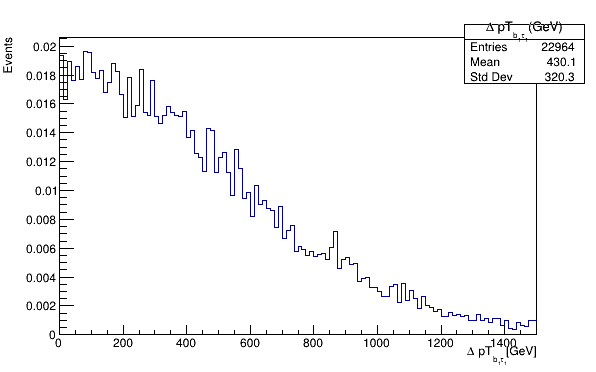 Δ pT_{b₁τ₁}(GeV)
Entries 22964
Mean 430.1
Std Dev 320.3
Events
0.02
0.018
0.016
0.014
0.012
0.01
0.008
0.006
0.004
0.002
0
0 200 400 600 800 1000 1200 1400
Δ pT_{b₁τ₁}[GeV]